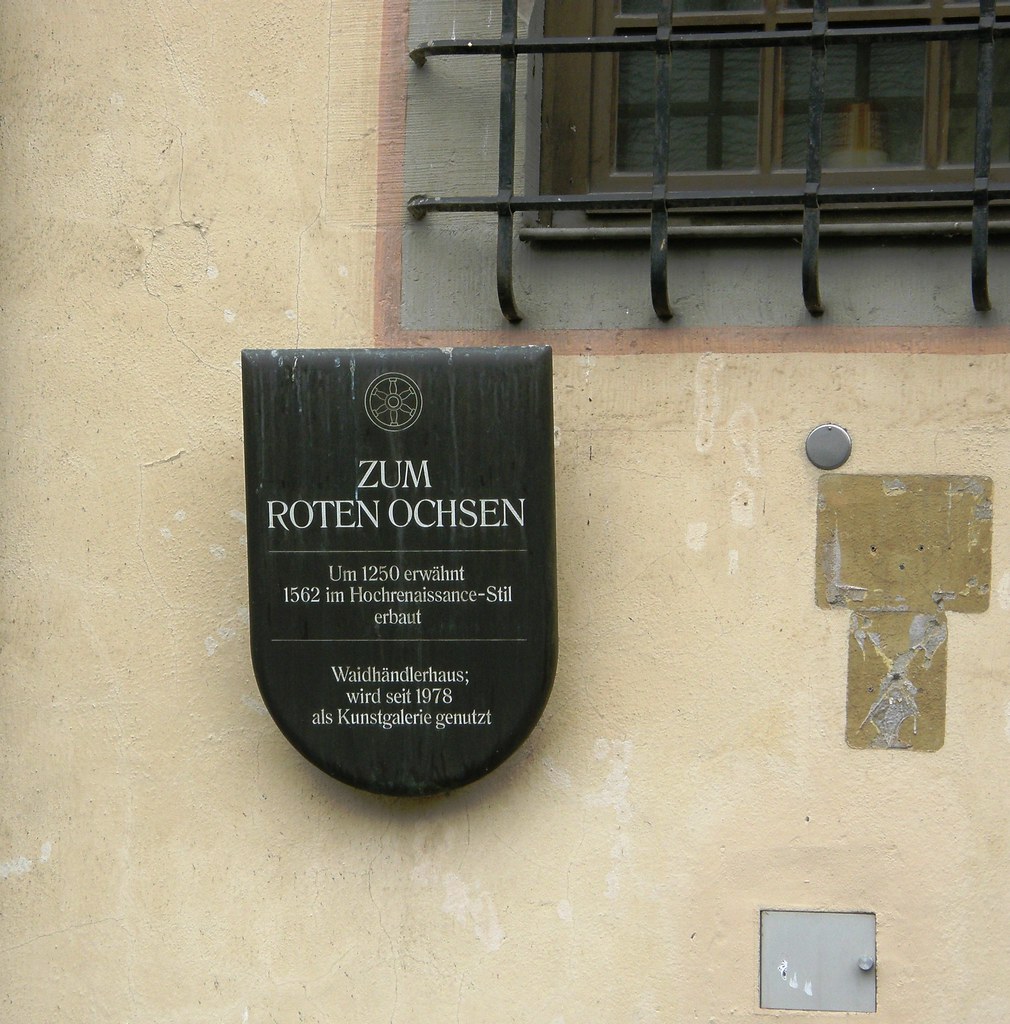 ZUM
ROTEN OCHSEN
Um 1250 erwähnt
1562 im Hochrenaissance-Stil
erbaut
Waidhändlerhaus;
wird seit 1978
als Kunstgalerie genutzt